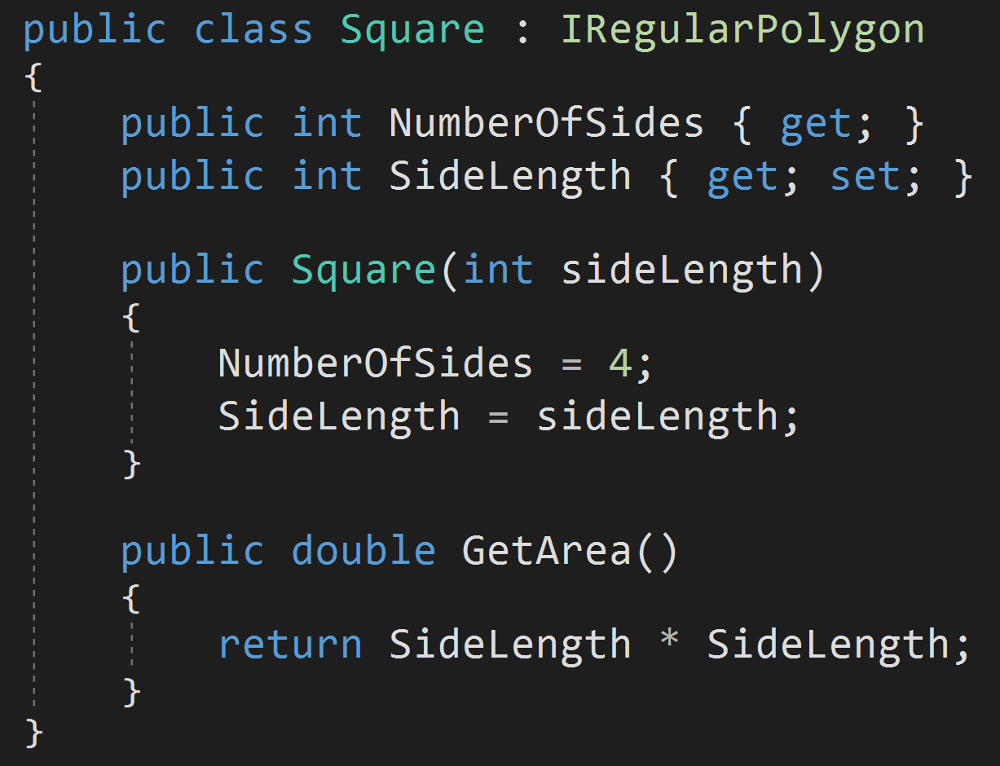 public class Square : IRegularPolygon
{
    public int NumberOfSides { get; }
    public int SideLength { get; set; }

    public Square(int sideLength)
    {
        NumberOfSides = 4;
        SideLength = sideLength;
    }

    public double GetArea()
    {
        return SideLength * SideLength;
    }
}